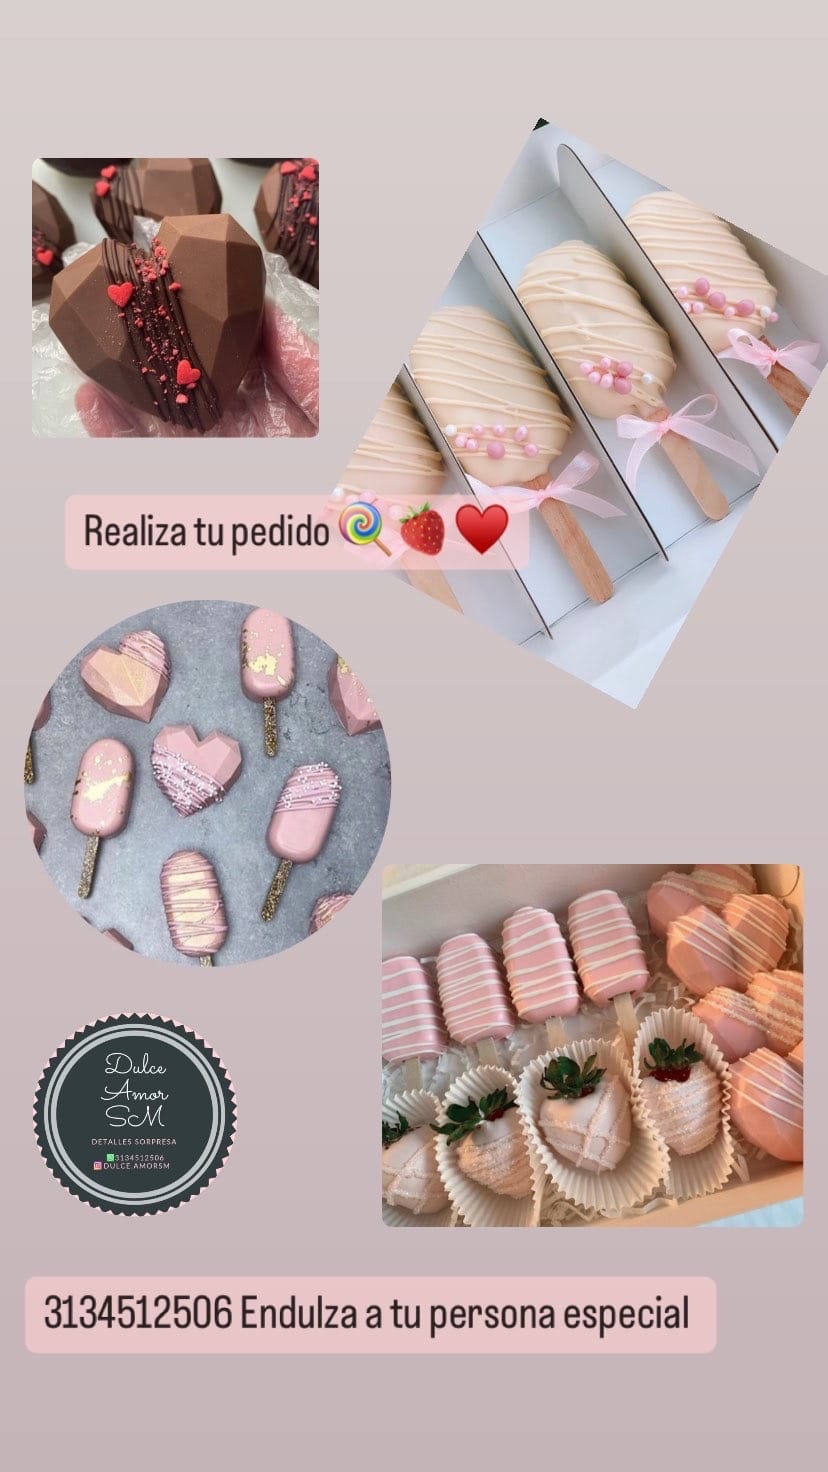 Realiza tu pedido 🍭🍓♥️
Dulce
Amor
SM
DETALLES SORPRESA
3134512506
DULCE.AMORSM
3134512506 Endulza a tu persona especial